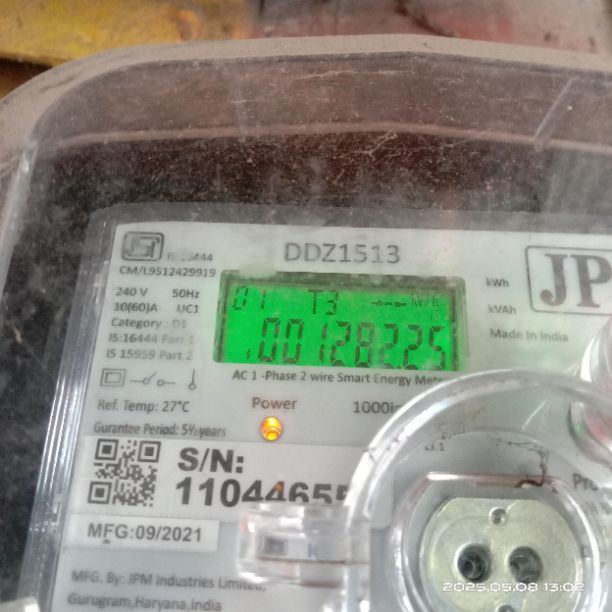 IS 16444
DDZ1513
CM/L9512429919
JP
240 V 50Hz
10(60)A UC1
Category : D1
IS:16444 Part 1
IS 15959 Part 2
01 T3
00128225
kWh
kVAh
Made in India
AC 1 -Phase 2 wire Smart Energy
Ref. Temp: 27°C
Power
Gurantee Period: 5½ years
S/N:
MFG:09/2021
MFG. By: JPM Industries Limited,
Gurugram,Haryana,India
2025.05.08 13:02